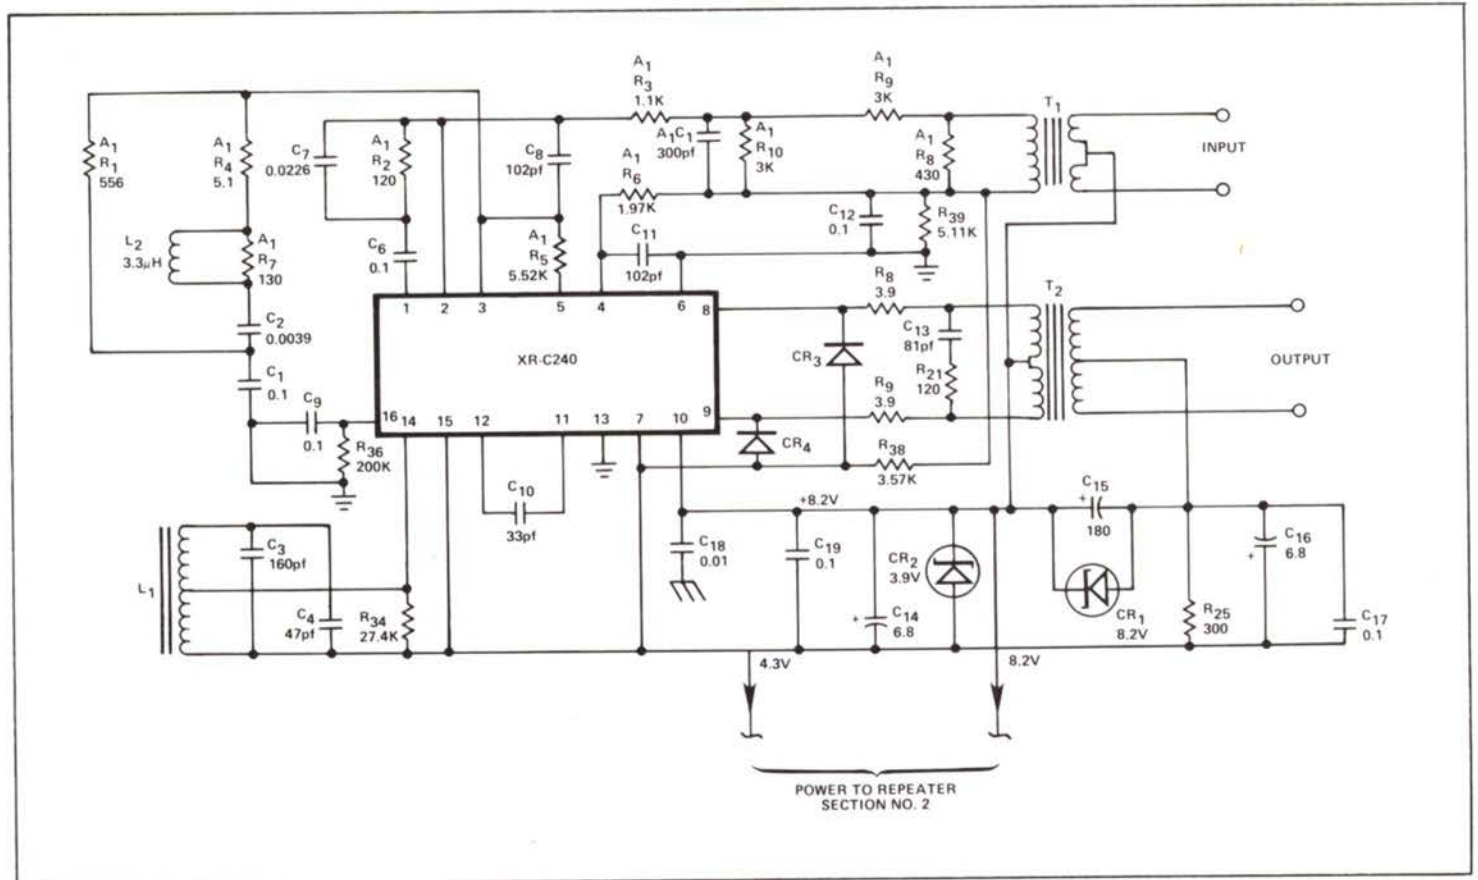 A1
R3
1.1K
A1
R9
3K
T1
INPUT
A1
R1
556
A1
R4
5.1
C7
0.0226
A1
R2
120
C8
102pf
A1C1
300pf
A1
R10
3K
A1
R8
430
A1
R6
1.97K
C12
0.1
R39
5.11K
L2
3.3μH
A1
R7
130
C6
0.1
A1
R5
5.52K
C11
102pf
R8
3.9
T2
C2
0.0039
1 2 3 5 4 6 8
XR-C240
CR3
C13
81pf
R21
120
OUTPUT
C1
0.1
C9
0.1
R9
3.9
16 14 15 12 11 13 7 10 9
CR4
R36
200K
R38
3.57K
C10
33pf
+8.2V
C15
+
180
C18
0.01
C19
0.1
CR2
3.9V
C16
+
6.8
L1
C3
160pf
C4
47pf
R34
27.4K
C14
+
6.8
CR1
8.2V
R25
300
C17
0.1
4.3V
8.2V
POWER TO REPEATER
SECTION NO. 2